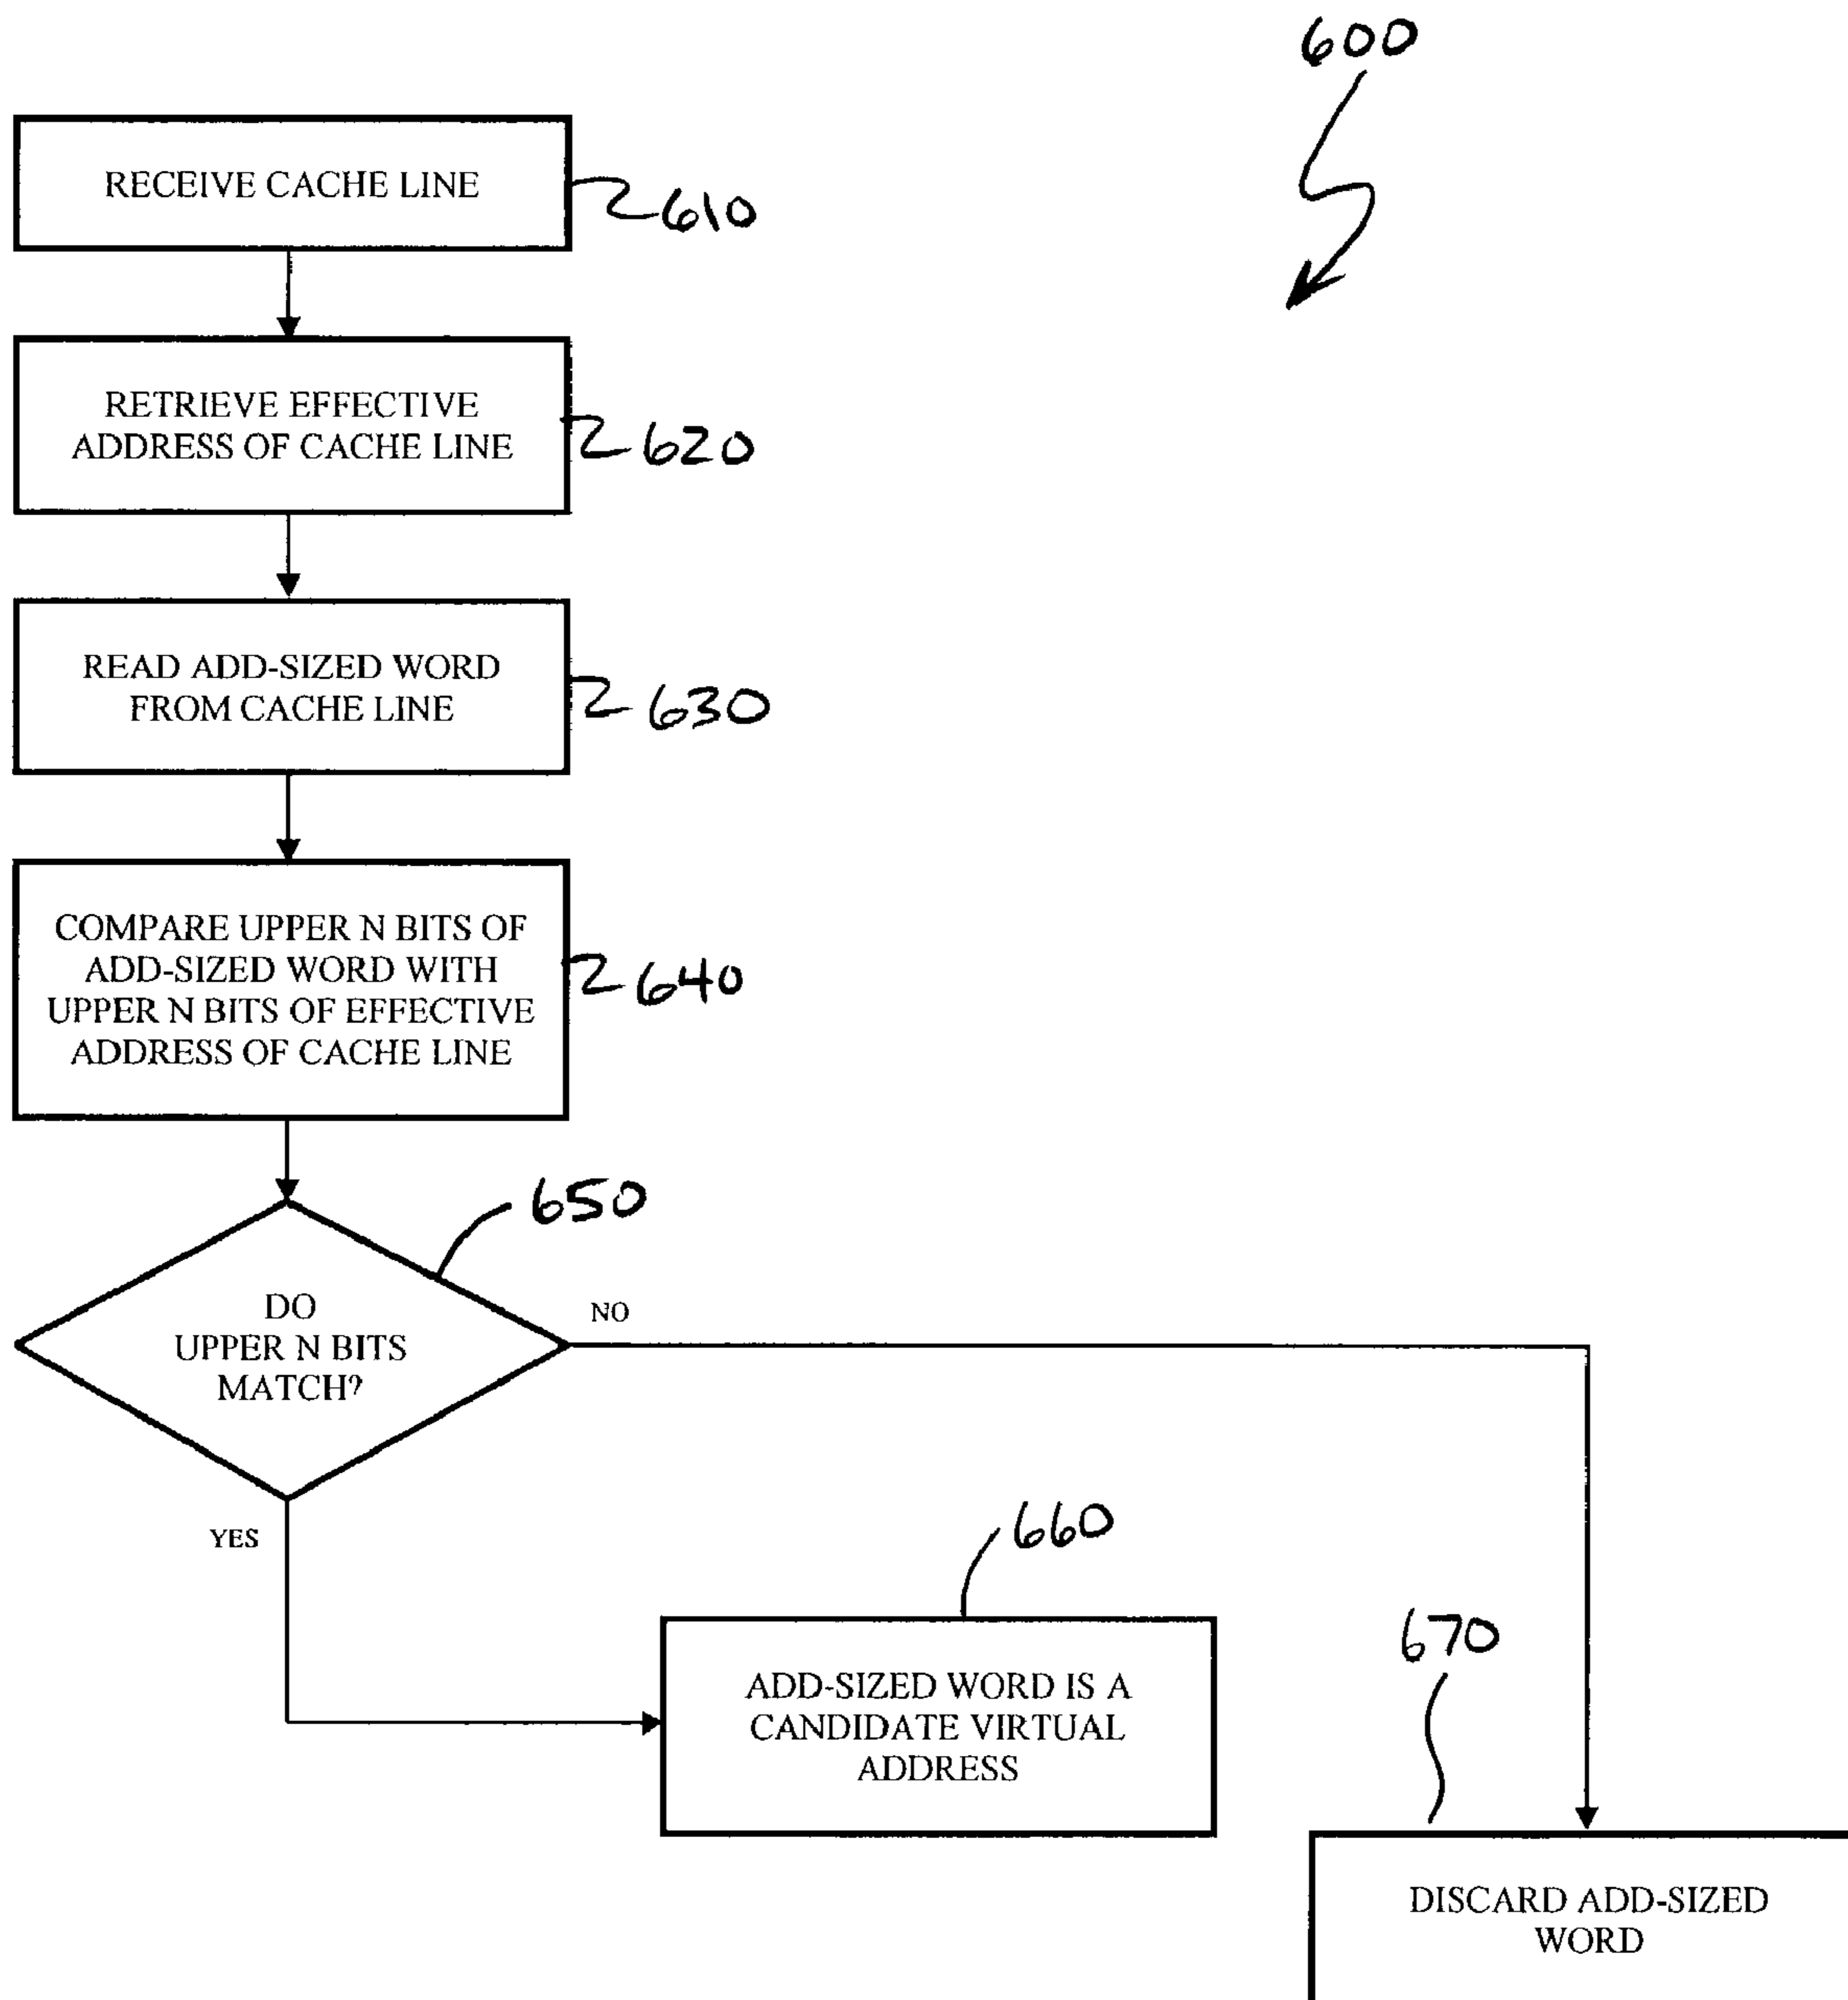 600
RECEIVE CACHE LINE
610
RETRIEVE EFFECTIVE
ADDRESS OF CACHE LINE
620
READ ADD-SIZED WORD
FROM CACHE LINE
630
COMPARE UPPER N BITS OF
ADD-SIZED WORD WITH
UPPER N BITS OF EFFECTIVE
ADDRESS OF CACHE LINE
640
650
DO
UPPER N BITS
MATCH?
NO
YES
660
ADD-SIZED WORD IS A
CANDIDATE VIRTUAL
ADDRESS
670
DISCARD ADD-SIZED
WORD